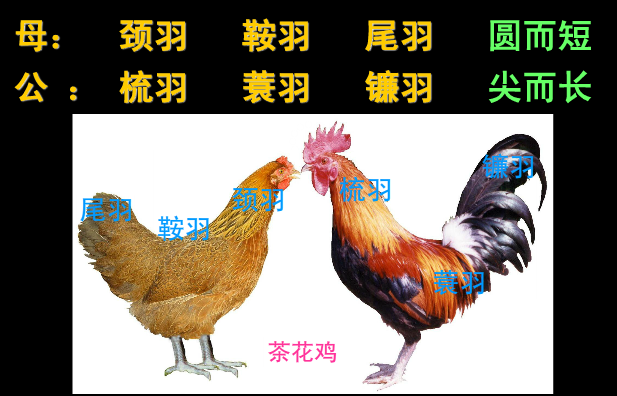 母： 颈羽 鞍羽 尾羽 圆而短
公 ： 梳羽 蓑羽 镰羽 尖而长
镰羽
梳羽
颈羽
尾羽
鞍羽
蓑羽
茶花鸡